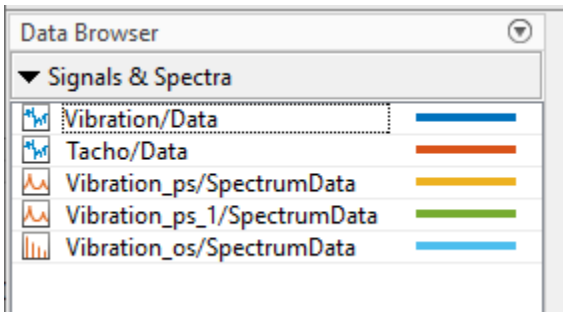 Data Browser
Signals & Spectra
Vibration/Data
Tacho/Data
Vibration_ps/SpectrumData
Vibration_ps_1/SpectrumData
Vibration_os/SpectrumData